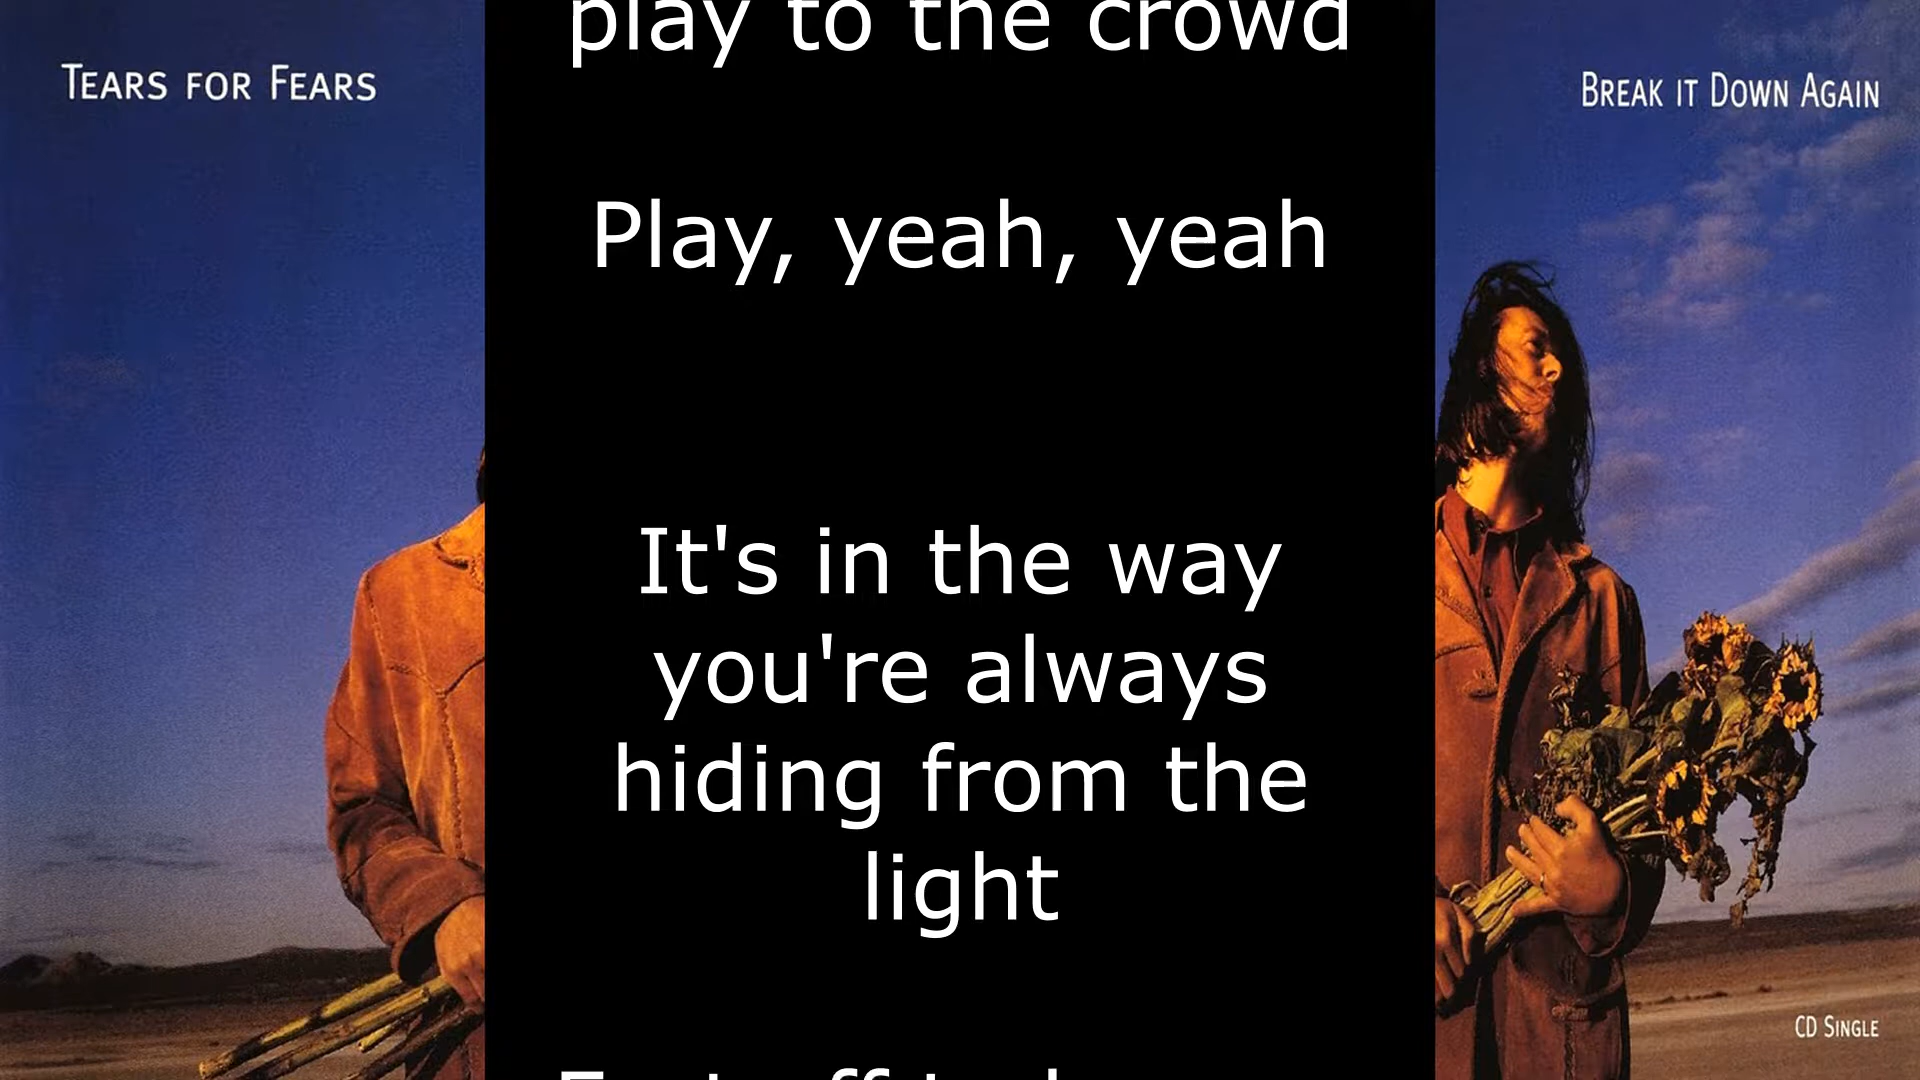 play to the crowd
TEARS FOR FEARS
BREAK IT DOWN AGAIN
Play, yeah, yeah
It's in the way
you're always
hiding from the
light
CD SINGLE